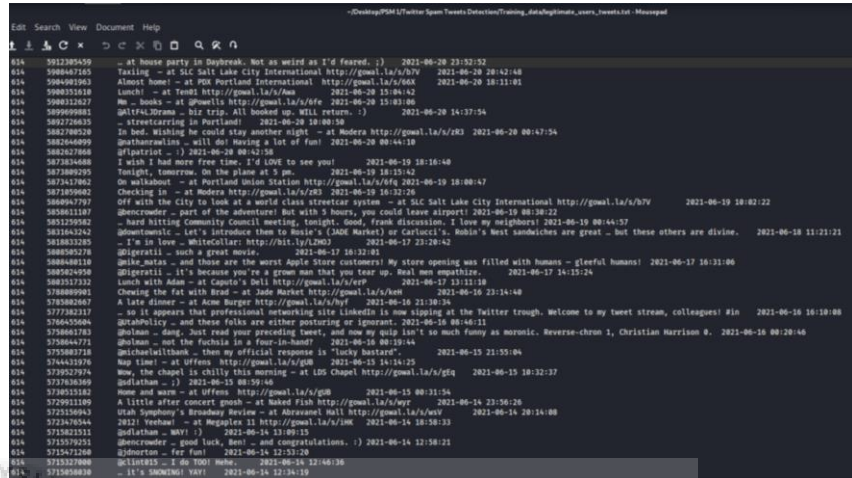 ~/Desktop/PSM 1/Twitter Spam Tweets Detection/Training_data/legitimate_users_tweets.txt - Mousepad
Edit Search View Document Help
614 5912305459 … at house party in Daybreak. Not as weird as I'd feared. ;) 2021-06-20 23:52:52
614 5908467165 Taxiing — at SLC Salt Lake City International http://gowal.la/s/b7V 2021-06-20 20:42:48
614 5904901963 Almost home! — at PDX Portland International http://gowal.la/s/66X 2021-06-20 18:11:01
614 5900351610 Lunch! — at Ten01 http://gowal.la/s/Awa 2021-06-20 15:04:42
614 5900312627 Mm … books — at @Powells http://gowal.la/s/6fe 2021-06-20 15:03:06
614 5899699881 @AltF4LJDrama … biz trip. All booked up. WILL return. :) 2021-06-20 14:37:54
614 5892726635 … streetcarring in Portland! 2021-06-20 10:00:50
614 5882700520 In bed. Wishing he could stay another night — at Modera http://gowal.la/s/zR3 2021-06-20 00:47:54
614 5882646099 @nathanrawlins … will do! Having a lot of fun! 2021-06-20 00:44:10
614 5882627868 @flpatriot … :) 2021-06-20 00:42:58
614 5873834688 I wish I had more free time. I'd LOVE to see you! 2021-06-19 18:16:40
614 5873809295 Tonight, tomorrow. On the plane at 5 pm. 2021-06-19 18:15:42
614 5873417062 On walkabout — at Portland Union Station http://gowal.la/s/6fq 2021-06-19 18:00:47
614 5871059602 Checking in — at Modera http://gowal.la/s/zR3 2021-06-19 16:32:26
614 5860947797 Off with the City to look at a world class streetcar system — at SLC Salt Lake City International http://gowal.la/s/b7V 2021-06-19 10:02:22
614 5858611107 @bencrowder … part of the adventure! But with 5 hours, you could leave airport! 2021-06-19 08:30:22
614 5851259582 … hard hitting Community Council meeting, tonight. Good, frank discussion. I love my neighbors! 2021-06-19 00:44:57
614 5831643242 @downtownslc … Let's introduce them to Rosie's (JADE Market) or Carlucci's. Robin's Nest sandwiches are great … but these others are divine. 2021-06-18 11:21:21
614 5818833285 … I'm in love … WhiteCollar: http://bit.ly/LZHOJ 2021-06-17 23:20:42
614 5808505278 @Digeratii … such a great movie. 2021-06-17 16:32:01
614 5808480110 @mike_matas … and those are the worst Apple Store customers! My store opening was filled with humans — gleeful humans! 2021-06-17 16:31:06
614 5805024950 @Digeratii … it's because you're a grown man that you tear up. Real men empathize. 2021-06-17 14:15:24
614 5803517332 Lunch with Adam — at Caputo's Deli http://gowal.la/s/erP 2021-06-17 13:11:10
614 5788089901 Chewing the fat with Brad — at Jade Market http://gowal.la/s/keH 2021-06-16 23:14:40
614 5785802667 A late dinner — at Acme Burger http://gowal.la/s/hyf 2021-06-16 21:30:34
614 5777382317 … so it appears that professional networking site LinkedIn is now sipping at the Twitter trough. Welcome to my tweet stream, colleagues! #in 2021-06-16 16:10:08
614 5766455604 @UtahPolicy … and these folks are either posturing or ignorant. 2021-06-16 08:46:11
614 5758661783 @holman … dang. Just read your preceding tweet, and now my quip isn't so much funny as moronic. Reverse-chron 1, Christian Harrison 0. 2021-06-16 00:20:46
614 5758644771 @holman … not the fuchsia in a four-in-hand? 2021-06-16 00:19:44
614 5755803718 @michaelwiltbank … then my official response is "lucky bastard". 2021-06-15 21:55:04
614 5744431976 Nap time! — at Uffens http://gowal.la/s/gUB 2021-06-15 14:14:25
614 5739527974 Wow, the chapel is chilly this morning — at LDS Chapel http://gowal.la/s/gEq 2021-06-15 10:32:37
614 5737636369 @sdlatham … ;) 2021-06-15 08:59:46
614 5730515182 Home and warm — at Uffens http://gowal.la/s/gUB 2021-06-15 00:31:54
614 5729911109 A little after concert gnosh — at Naked Fish http://gowal.la/s/wyr 2021-06-14 23:56:26
614 5725156943 Utah Symphony's Broadway Review — at Abravanel Hall http://gowal.la/s/wsV 2021-06-14 20:14:08
614 5723476544 2012! Yeehaw! — at Megaplex 11 http://gowal.la/s/iHK 2021-06-14 18:58:33
614 5715821511 @sdlatham … WAY! :) 2021-06-14 13:09:15
614 5715579251 @bencrowder … good luck, Ben! … and congratulations. :) 2021-06-14 12:58:21
614 5715471260 @jdnorton … fer fun! 2021-06-14 12:53:20
614 5715327000 @clint815 … I do TOO! Hehe. 2021-06-14 12:46:36
614 5715058030 … it's SNOWING! YAY! 2021-06-14 12:34:19